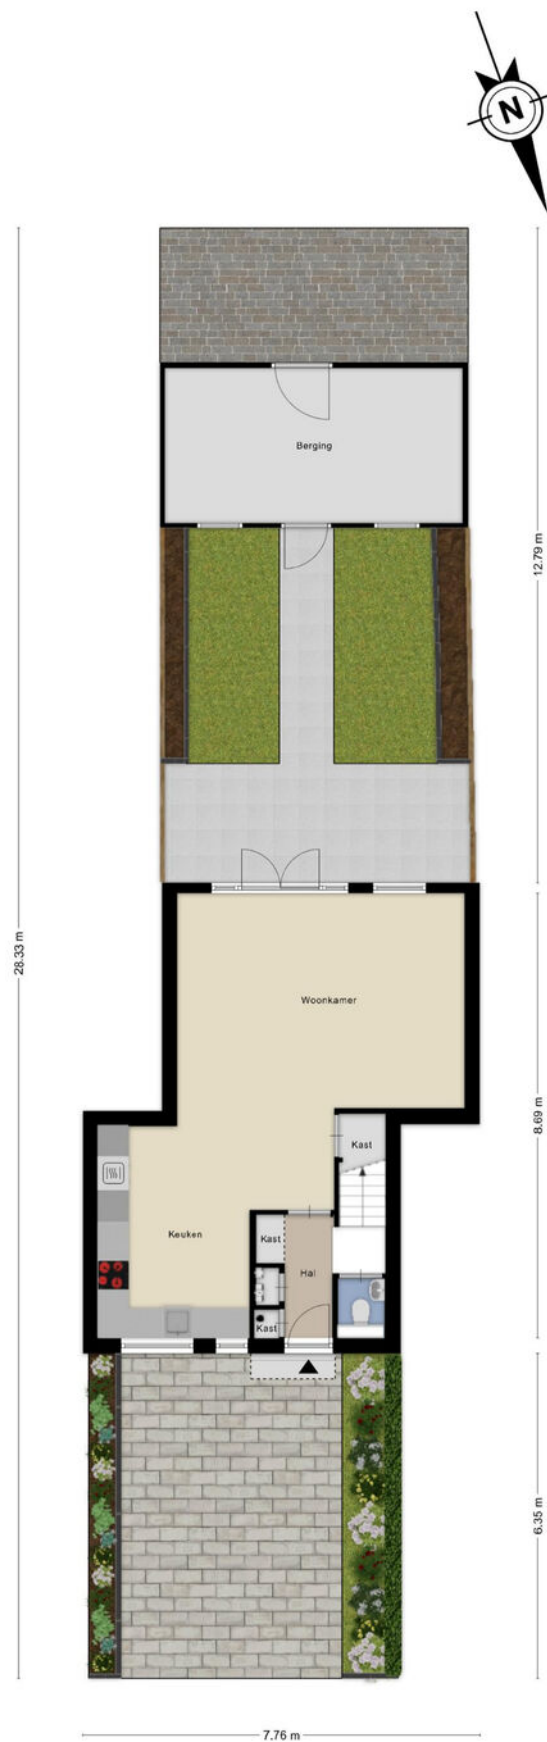 N
Berging
12.79 m
28.33 m
Woonkamer
8.69 m
Kast
Keuken
Kast
Hal
Kast
6.35 m
7.76 m